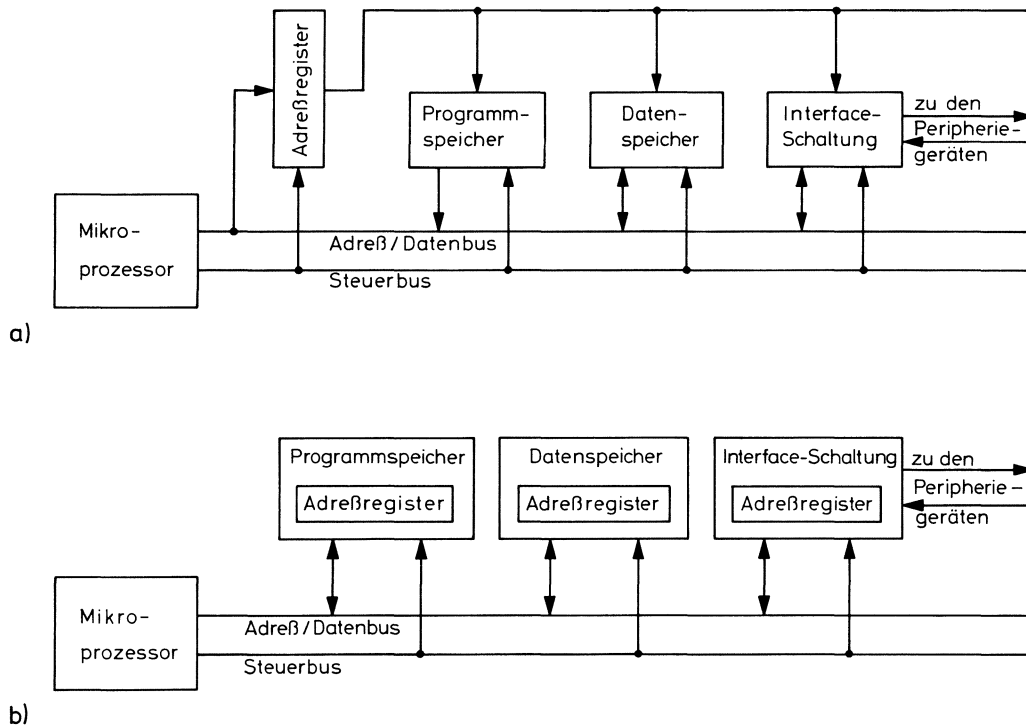 Adreßregister
Programm-
speicher
Daten-
speicher
Interface-
Schaltung
zu den
Peripherie-
geräten
Mikro-
prozessor
Adreß/Datenbus
Steuerbus
a)
Programmspeicher
Adreßregister
Datenspeicher
Adreßregister
Interface-Schaltung
Adreßregister
zu den
Peripherie-
geräten
Mikro-
prozessor
Adreß/Datenbus
Steuerbus
b)